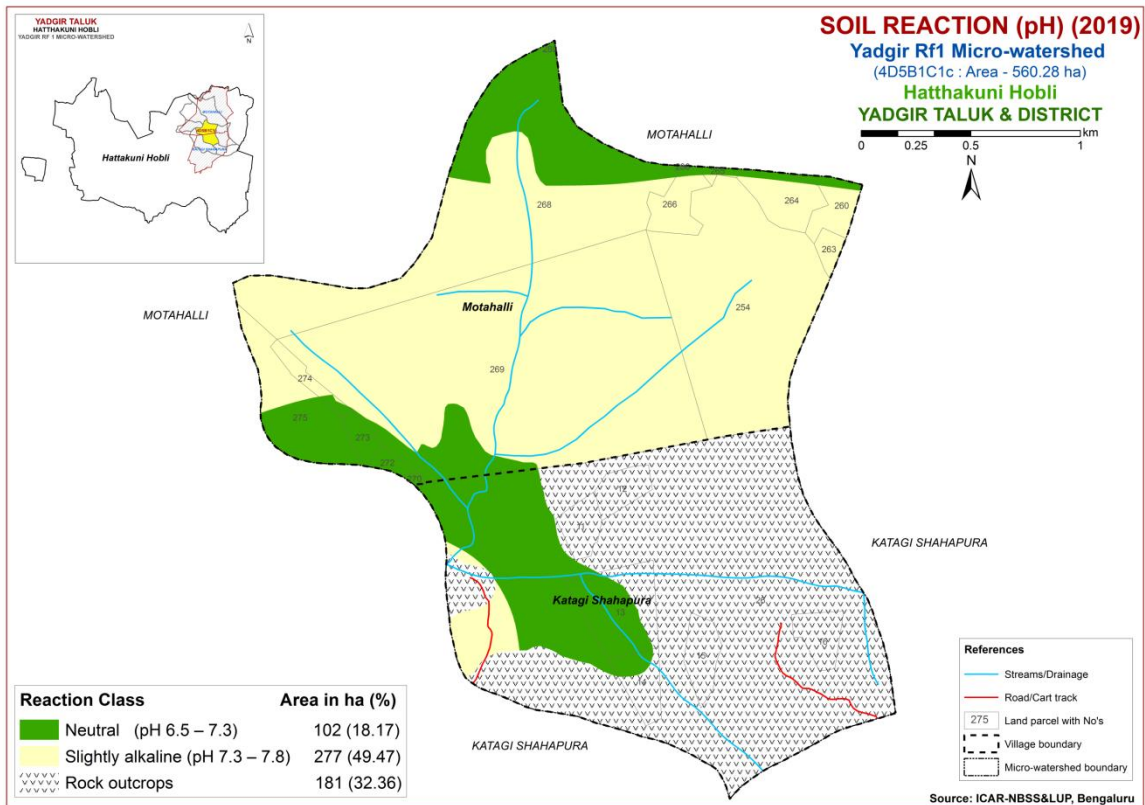 YADGIR TALUK
HATTHAKUNI HOBLI
YADGIR RF 1 MICRO-WATERSHED
N
Hattakuni Hobli
SOIL REACTION (pH) (2019)
Yadgir Rf1 Micro-watershed
(4D5B1C1c : Area - 560.28 ha)
Hatthakuni Hobli
YADGIR TALUK & DISTRICT
km
0 0.25 0.5 1
N
MOTAHALLI
268
266
264
260
263
MOTAHALLI
Motahalli
254
269
274
275
273
272
12
11
KATAGI SHAHAPURA
Katagi Shahapura
13
KATAGI SHAHAPURA
Reaction Class Area in ha (%)
Neutral (pH 6.5 – 7.3) 102 (18.17)
Slightly alkaline (pH 7.3 – 7.8) 277 (49.47)
Rock outcrops 181 (32.36)
References
Streams/Drainage
Road/Cart track
275 Land parcel with No's
Village boundary
Micro-watershed boundary
Source: ICAR-NBSS&LUP, Bengaluru